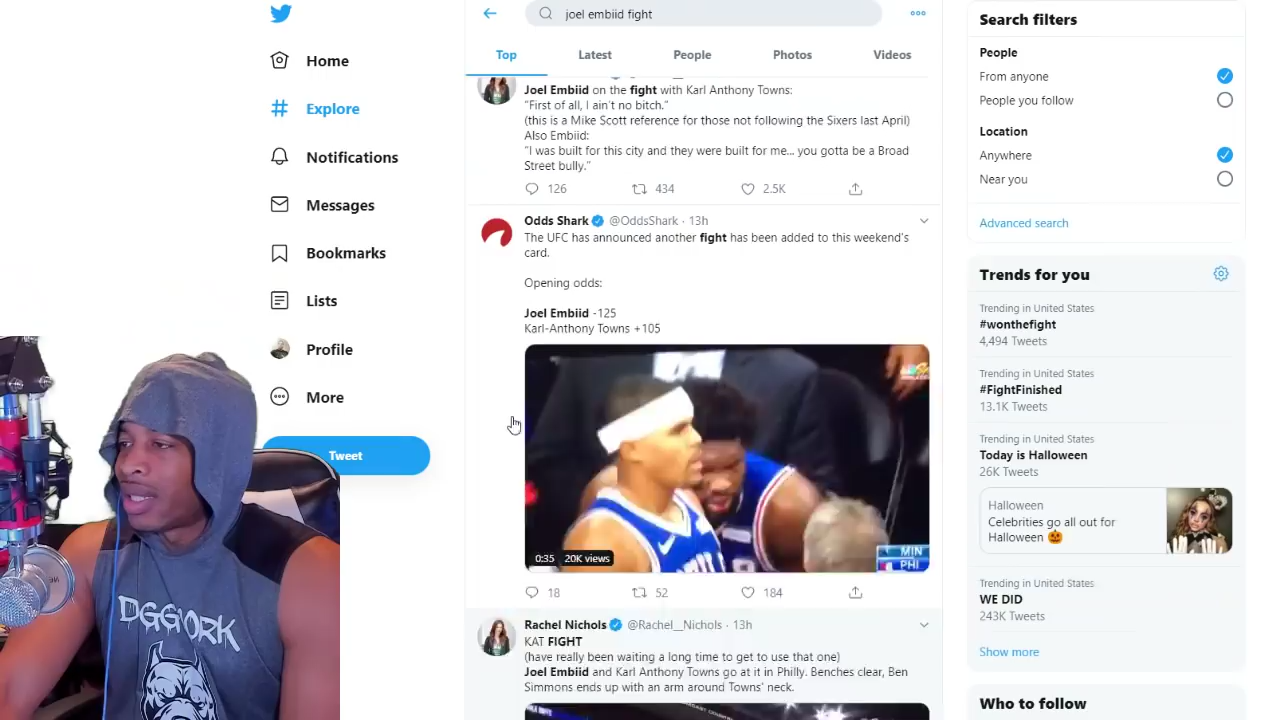 joel embiid fight
Top
Latest
People
Photos
Videos
Home
Explore
Notifications
Messages
Bookmarks
Lists
Profile
More
Tweet
Joel Embiid on the fight with Karl Anthony Towns:
"First of all, I ain't no bitch."
(this is a Mike Scott reference for those not following the Sixers last April)
Also Embiid:
"I was built for this city and they were built for me... you gotta be a Broad
Street bully."
126
434
2.5K
Odds Shark @OddsShark · 13h
The UFC has announced another fight has been added to this weekend's
card.
Opening odds:
Joel Embiid -125
Karl-Anthony Towns +105
0:35 20K views
MIN
PHI
18
52
184
Rachel Nichols @Rachel__Nichols · 13h
KAT FIGHT
(have really been waiting a long time to get to use that one)
Joel Embiid and Karl Anthony Towns go at it in Philly. Benches clear, Ben
Simmons ends up with an arm around Towns' neck.
Search filters
People
From anyone
People you follow
Location
Anywhere
Near you
Advanced search
Trends for you
Trending in United States
#wonthefight
4,494 Tweets
Trending in United States
#FightFinished
13.1K Tweets
Trending in United States
Today is Halloween
26K Tweets
Halloween
Celebrities go all out for
Halloween 🎃
Trending in United States
WE DID
243K Tweets
Show more
Who to follow